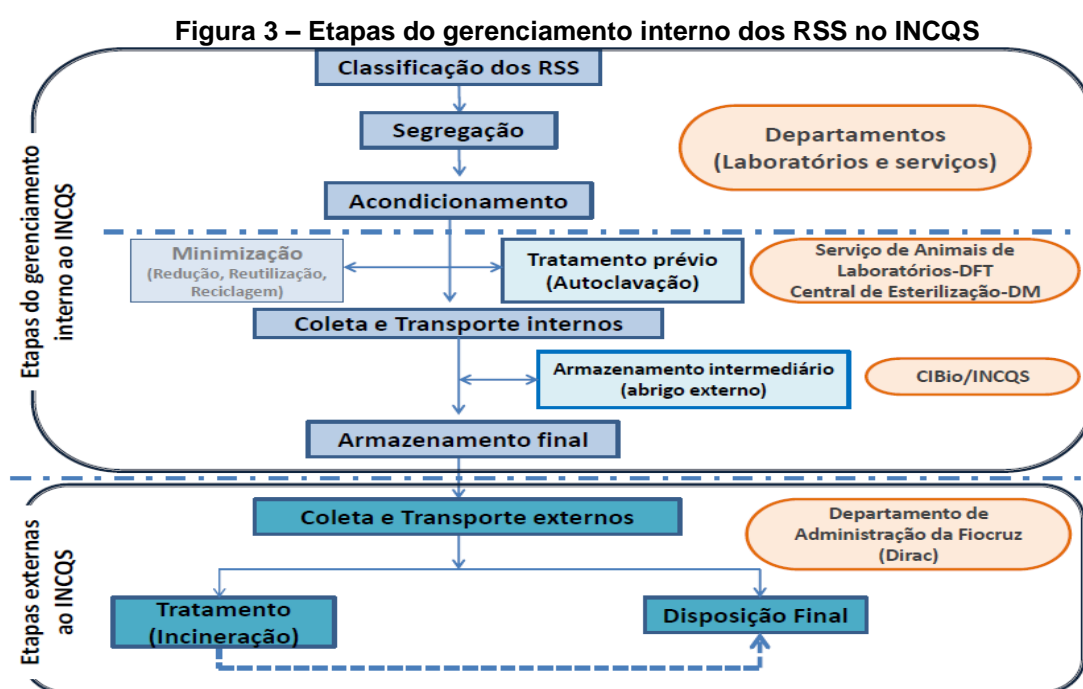 Figura 3 – Etapas do gerenciamento interno dos RSS no INCQS
Classificação dos RSS
Segregação
Departamentos
(Laboratórios e serviços)
Acondicionamento
Etapas do gerenciamento
interno ao INCQS
Minimização
(Redução, Reutilização,
Reciclagem)
Tratamento prévio
(Autoclavação)
Serviço de Animais de
Laboratórios-DFT
Central de Esterilização-DM
Coleta e Transporte internos
Armazenamento intermediário
(abrigo externo)
CIBio/INCQS
Armazenamento final
Etapas externas
ao INCQS
Coleta e Transporte externos
Departamento de
Administração da Fiocruz
(Dirac)
Tratamento
(Incineração)
Disposição Final